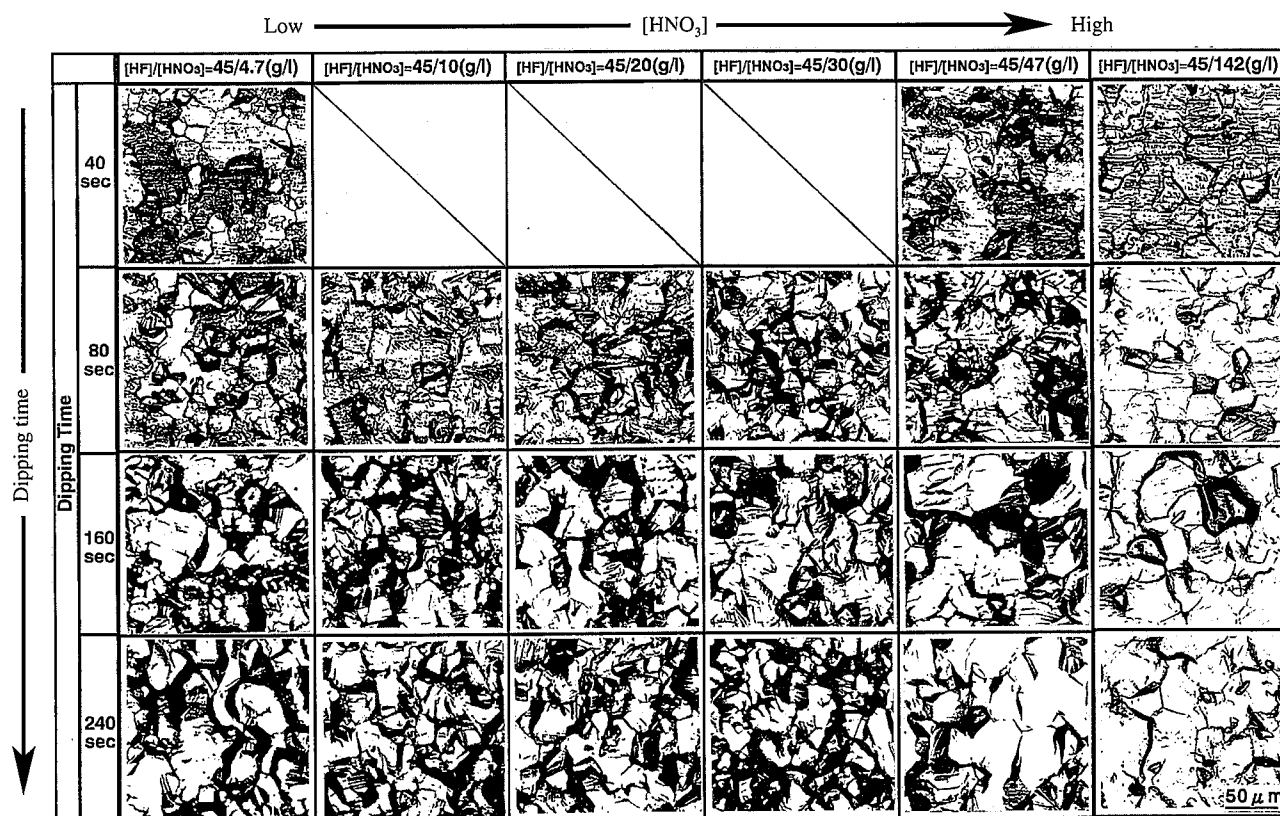 Low [HNO₃] High
[HF]/[HNO₃]=45/4.7(g/l) [HF]/[HNO₃]=45/10(g/l) [HF]/[HNO₃]=45/20(g/l) [HF]/[HNO₃]=45/30(g/l) [HF]/[HNO₃]=45/47(g/l) [HF]/[HNO₃]=45/142(g/l)
Dipping time
Dipping Time
40
sec
80
sec
160
sec
240
sec
50 μm